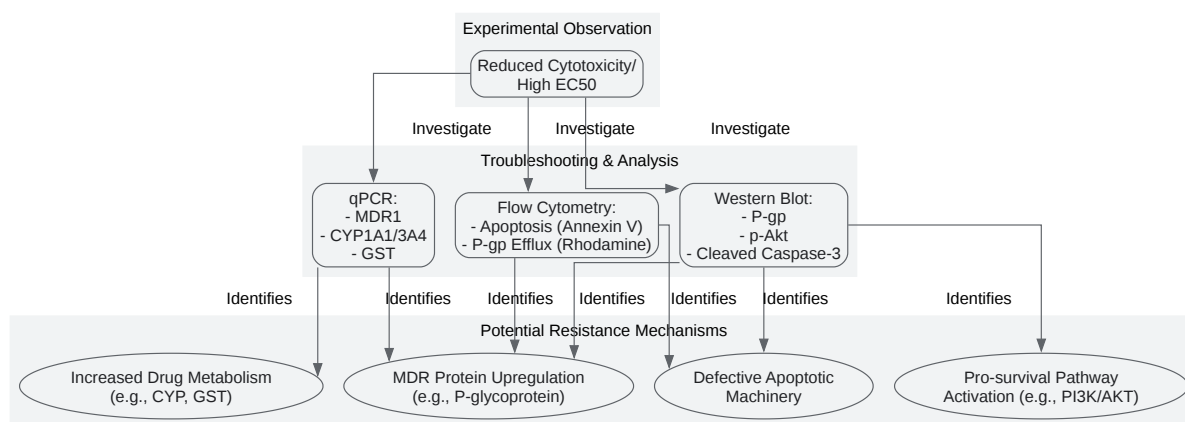 Experimental Observation
Reduced Cytotoxicity/
High EC50
Investigate
Investigate
Investigate
Troubleshooting & Analysis
qPCR:
- MDR1
- CYP1A1/3A4
- GST
Flow Cytometry:
- Apoptosis (Annexin V)
- P-gp Efflux (Rhodamine)
Western Blot:
- P-gp
- p-Akt
- Cleaved Caspase-3
Identifies
Identifies
Identifies
Identifies
Identifies
Identifies
Identifies
Potential Resistance Mechanisms
Increased Drug Metabolism
(e.g., CYP, GST)
MDR Protein Upregulation
(e.g., P-glycoprotein)
Defective Apoptotic
Machinery
Pro-survival Pathway
Activation (e.g., PI3K/AKT)